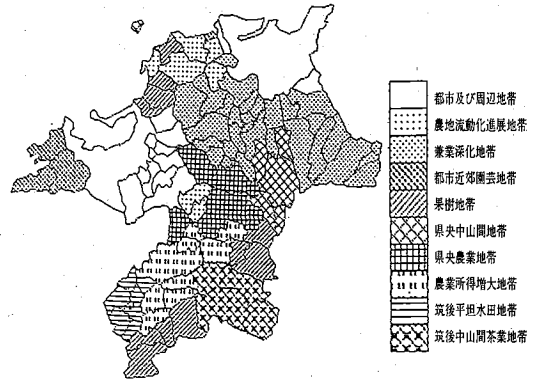 都市及び周辺地帯
農地流動化進展地帯
兼業深化地帯
都市近郊園芸地帯
果樹地帯
県央中山間地帯
県央農業地帯
農業所得増大地帯
筑後平坦水田地帯
筑後中山間茶業地帯